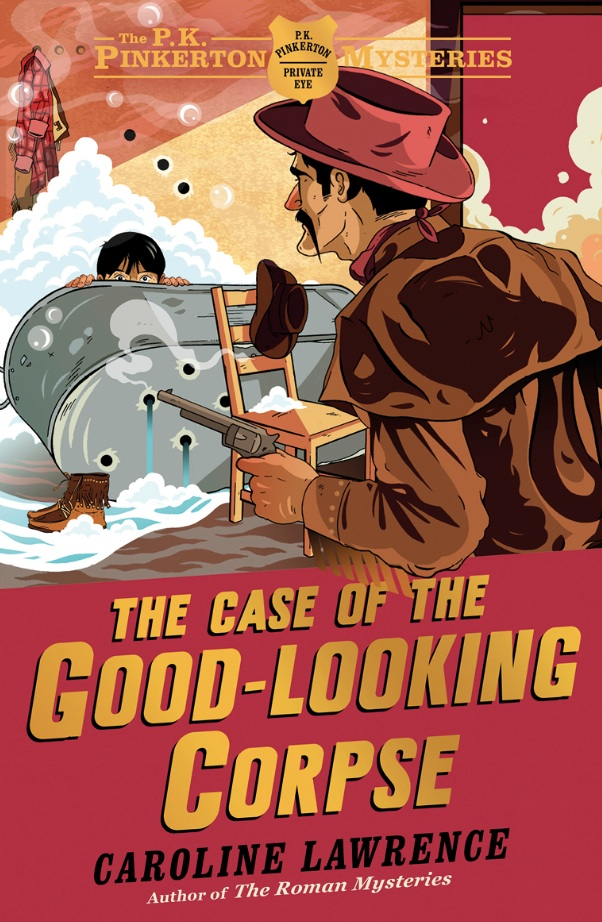 The P.K.
PINKERTON MYSTERIES
P.K.
PINKERTON
PRIVATE
EYE
THE CASE OF THE
GOOD-LOOKING
CORPSE
CAROLINE LAWRENCE
Author of The Roman Mysteries